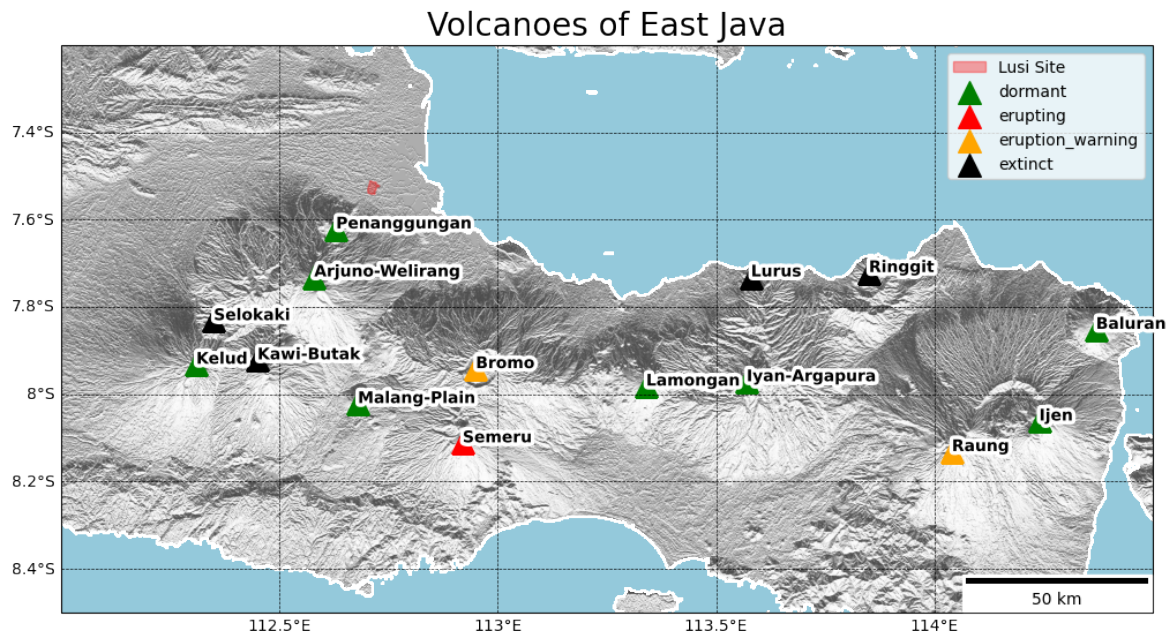 Volcanoes of East Java
Lusi Site
dormant
erupting
eruption_warning
extinct
7.4°S
7.6°S
7.8°S
8°S
8.2°S
8.4°S
Penanggungan
Arjuno-Welirang
Lurus
Ringgit
Selokaki
Baluran
Kelud
Kawi-Butak
Bromo
Lamongan
Iyan-Argapura
Malang-Plain
Ijen
Semeru
Raung
50 km
112.5°E
113°E
113.5°E
114°E